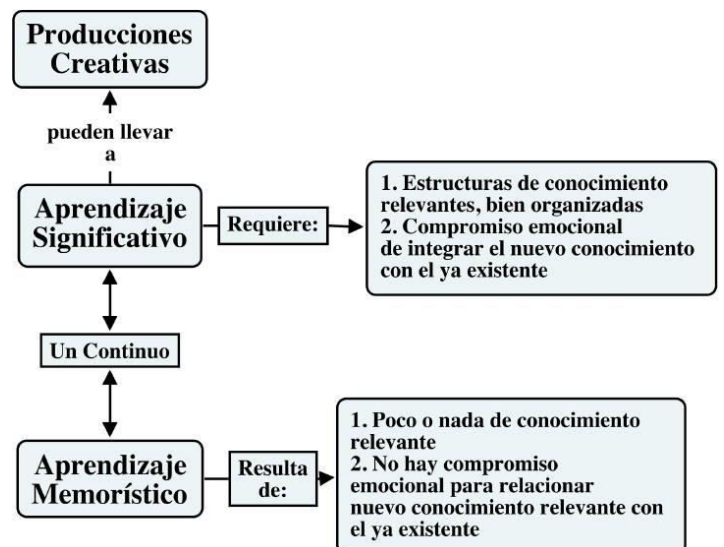 Producciones
Creativas
pueden llevar
a
Aprendizaje
Significativo
Requiere:
1. Estructuras de conocimiento
relevantes, bien organizadas
2. Compromiso emocional
de integrar el nuevo conocimiento
con el ya existente
Un Continuo
Aprendizaje
Memorístico
Resulta
de:
1. Poco o nada de conocimiento
relevante
2. No hay compromiso
emocional para relacionar
nuevo conocimiento relevante con
el ya existente